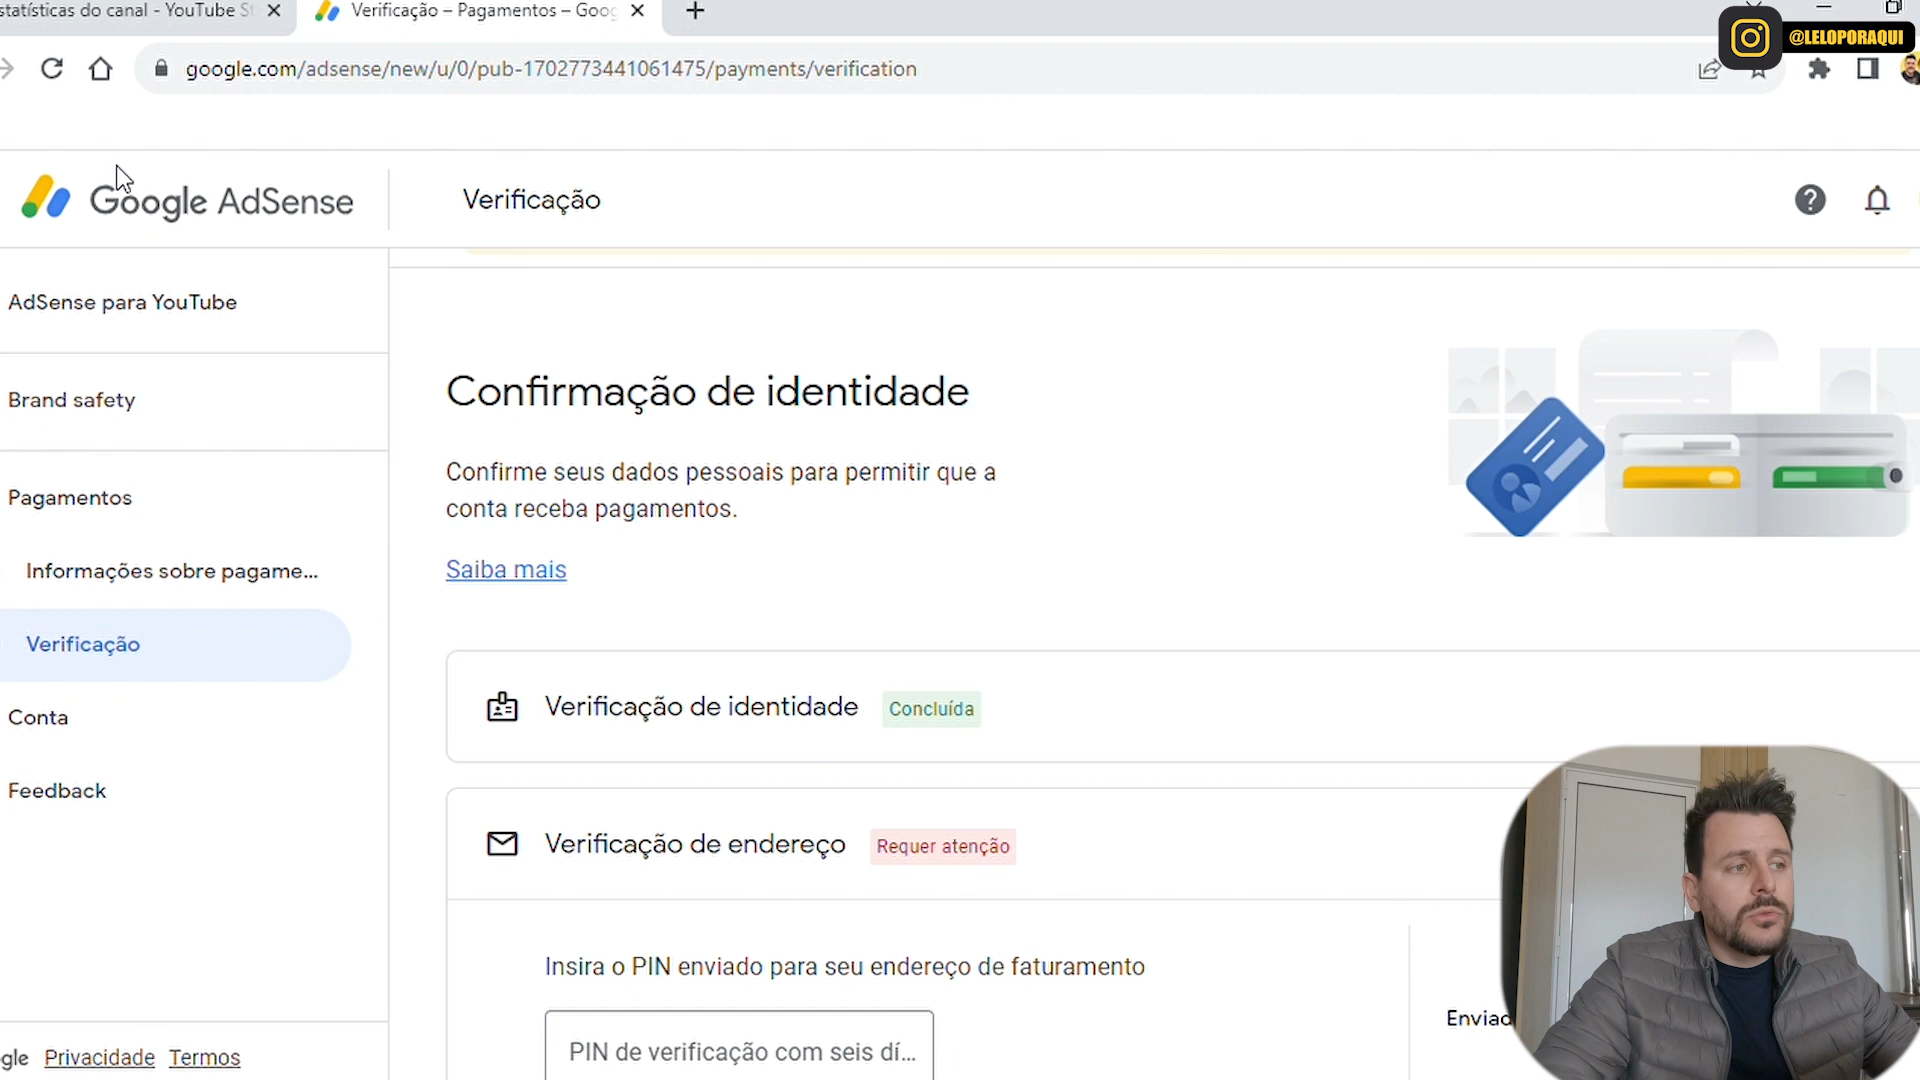 statísticas do canal - YouTube St
Verificação – Pagamentos – Goog
@LELOPORAQUI
google.com/adsense/new/u/0/pub-1702773441061475/payments/verification
Google AdSense
Verificação
AdSense para YouTube
Brand safety
Pagamentos
Informações sobre pagame...
Verificação
Conta
Feedback
gle Privacidade Termos
Confirmação de identidade
Confirme seus dados pessoais para permitir que a
conta receba pagamentos.
Saiba mais
Verificação de identidade Concluída
Verificação de endereço Requer atenção
Insira o PIN enviado para seu endereço de faturamento
Enviad
PIN de verificação com seis dí...